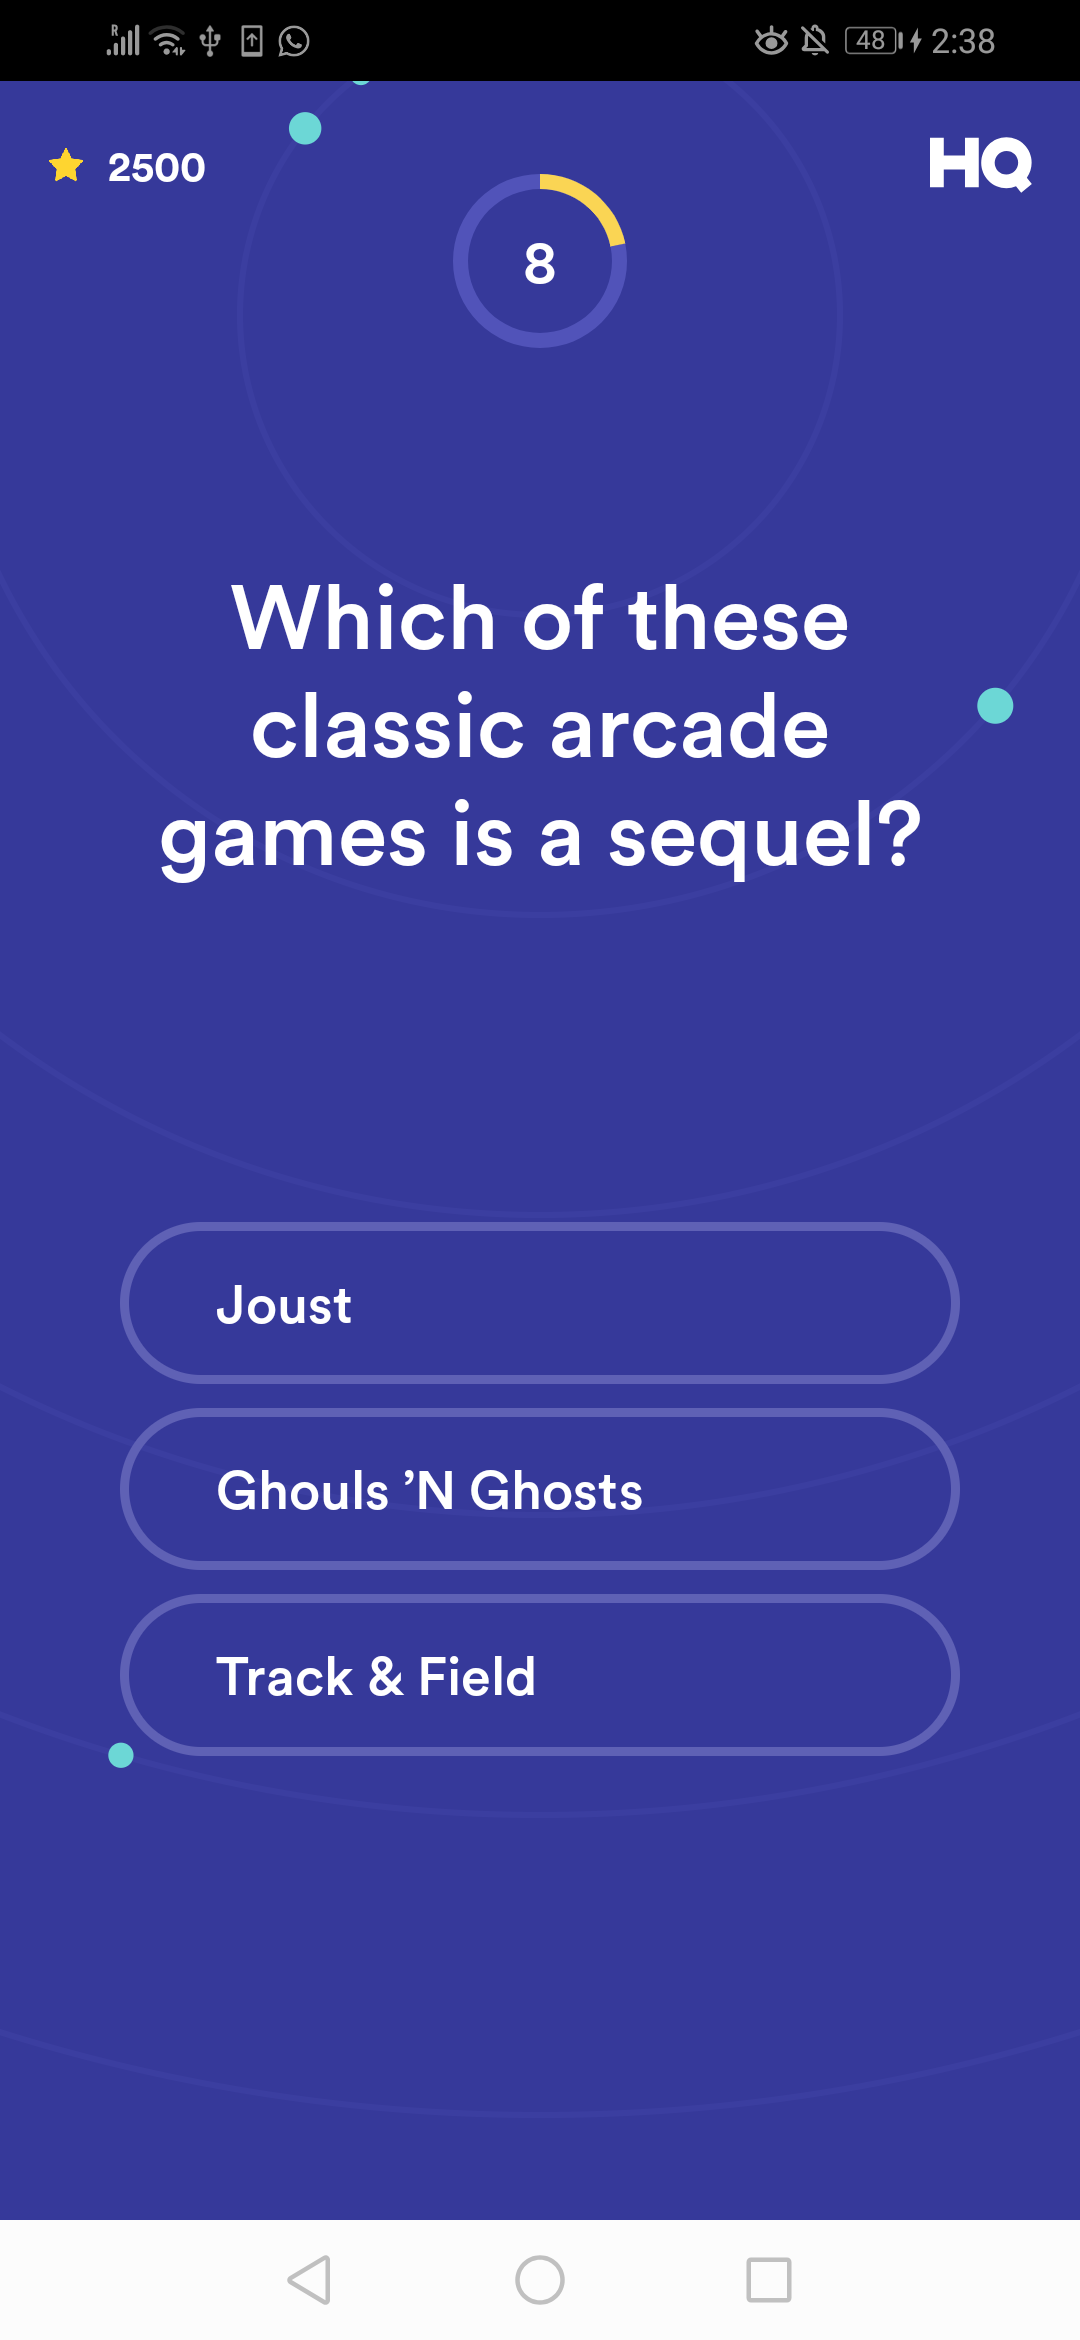 R 48 2:38
2500
HQ
8
Which of these
classic arcade
games is a sequel?
Joust
Ghouls ’N Ghosts
Track & Field